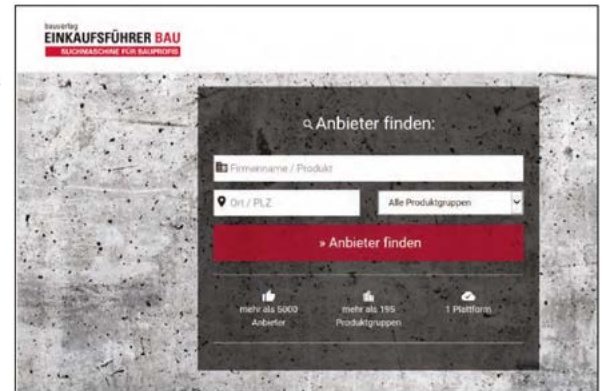 bauverlag
EINKAUFSFÜHRER BAU
SUCHMASCHINE FÜR BAUPROFIS
Anbieter finden:
Firmenname / Produkt
Ort / PLZ
Alle Produktgruppen
» Anbieter finden
mehr als 5000
Anbieter
mehr als 195
Produktgruppen
1 Plattform